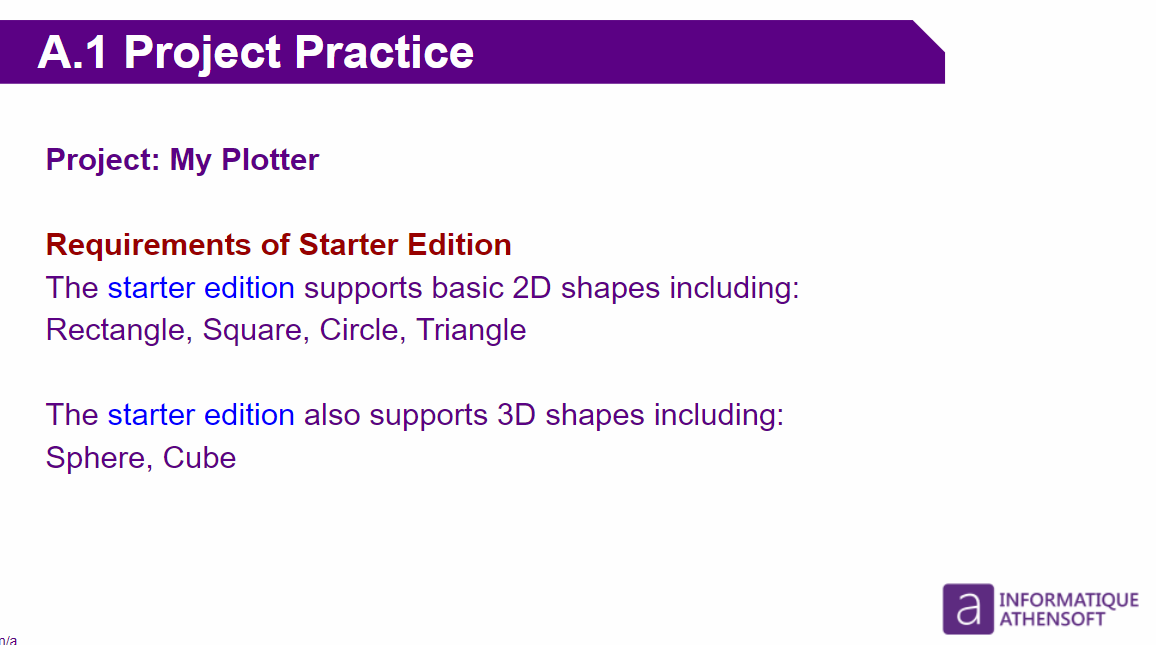 A.1 Project Practice
Project: My Plotter
Requirements of Starter Edition
The starter edition supports basic 2D shapes including:
Rectangle, Square, Circle, Triangle
The starter edition also supports 3D shapes including:
Sphere, Cube
a
INFORMATIQUE
ATHENSOFT
n/a